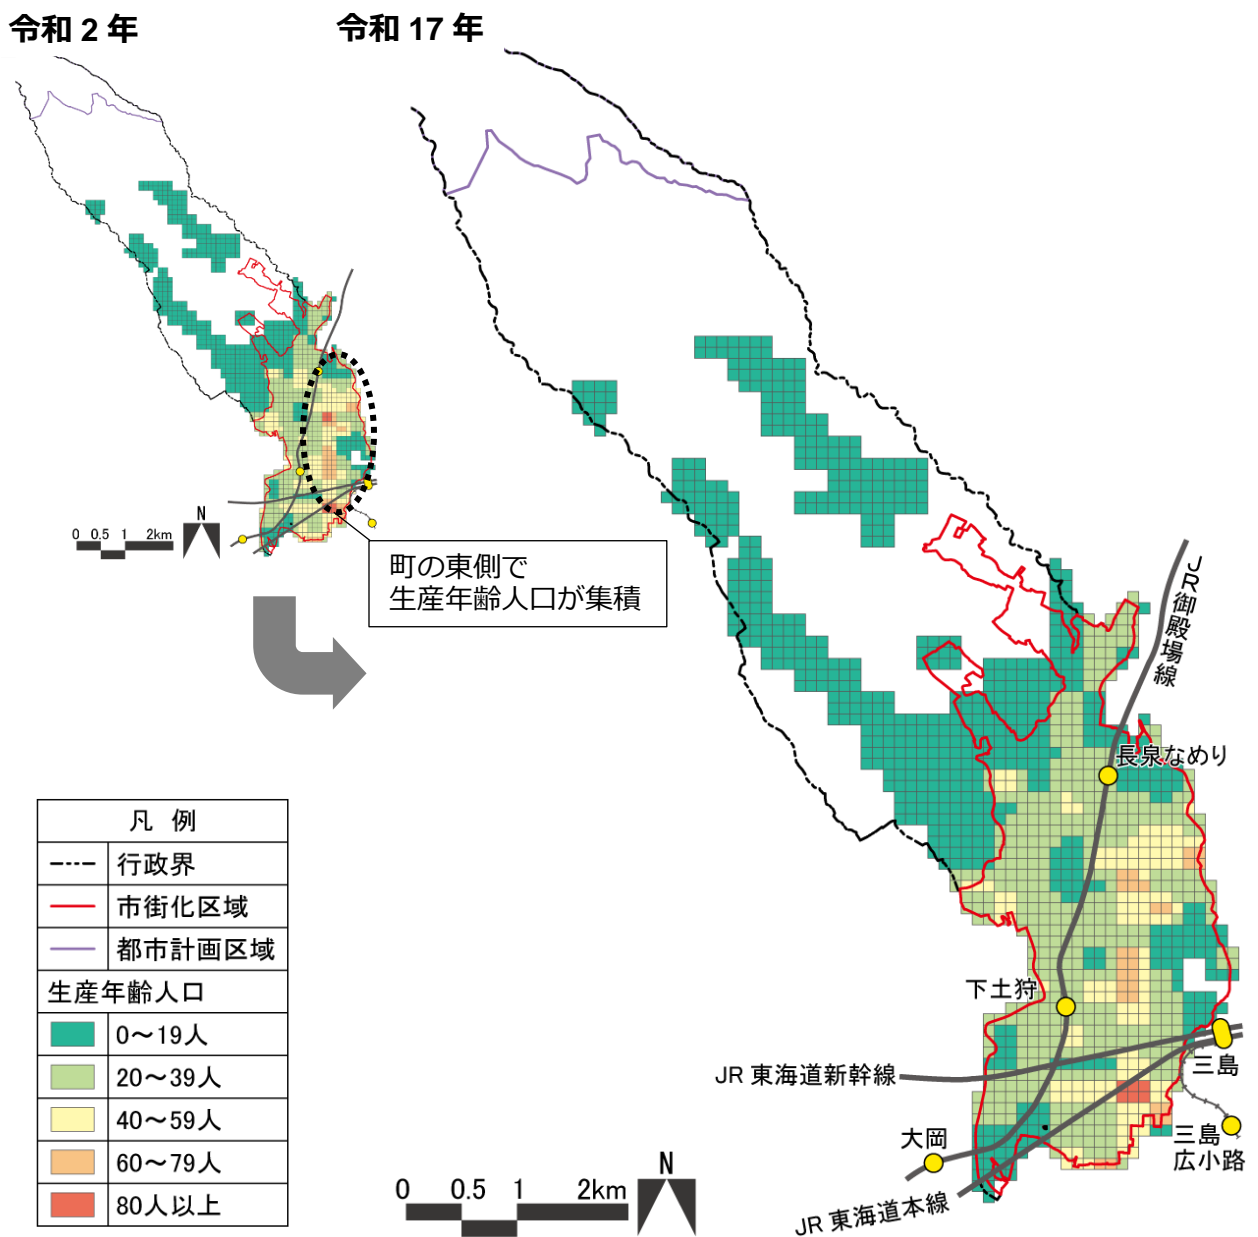 令和 2 年
令和 17 年
N
0 0.5 1 2km
町の東側で
生産年齢人口が集積
JR御殿場線
長泉なめり
下土狩
JR 東海道新幹線
三島
大岡
三島
広小路
JR 東海道本線
凡 例
行政界
市街化区域
都市計画区域
生産年齢人口
0～19人
20～39人
40～59人
60～79人
80人以上
0 0.5 1 2km
N